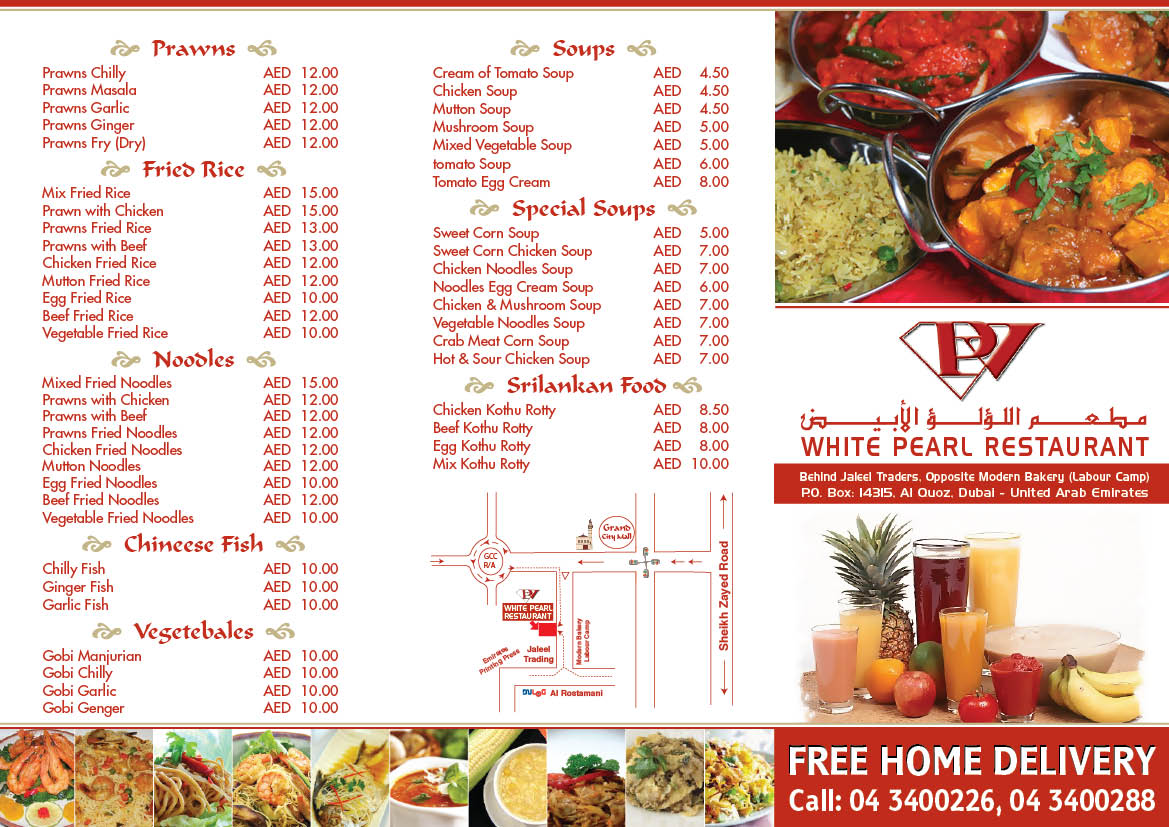 Prawns
Prawns Chilly AED 12.00
Prawns Masala AED 12.00
Prawns Garlic AED 12.00
Prawns Ginger AED 12.00
Prawns Fry (Dry) AED 12.00
Fried Rice
Mix Fried Rice AED 15.00
Prawn with Chicken AED 15.00
Prawns Fried Rice AED 13.00
Prawns with Beef AED 13.00
Chicken Fried Rice AED 12.00
Mutton Fried Rice AED 12.00
Egg Fried Rice AED 10.00
Beef Fried Rice AED 12.00
Vegetable Fried Rice AED 10.00
Noodles
Mixed Fried Noodles AED 15.00
Prawns with Chicken AED 12.00
Prawns with Beef AED 12.00
Prawns Fried Noodles AED 12.00
Chicken Fried Noodles AED 12.00
Mutton Noodles AED 12.00
Egg Fried Noodles AED 10.00
Beef Fried Noodles AED 12.00
Vegetable Fried Noodles AED 10.00
Chineese Fish
Chilly Fish AED 10.00
Ginger Fish AED 10.00
Garlic Fish AED 10.00
Vegetebales
Gobi Manjurian AED 10.00
Gobi Chilly AED 10.00
Gobi Garlic AED 10.00
Gobi Genger AED 10.00
Soups
Cream of Tomato Soup AED 4.50
Chicken Soup AED 4.50
Mutton Soup AED 4.50
Mushroom Soup AED 5.00
Mixed Vegetable Soup AED 5.00
tomato Soup AED 6.00
Tomato Egg Cream AED 8.00
Special Soups
Sweet Corn Soup AED 5.00
Sweet Corn Chicken Soup AED 7.00
Chicken Noodles Soup AED 7.00
Noodles Egg Cream Soup AED 6.00
Chicken & Mushroom Soup AED 7.00
Vegetable Noodles Soup AED 7.00
Crab Meat Corn Soup AED 7.00
Hot & Sour Chicken Soup AED 7.00
Srilankan Food
Chicken Kothu Rotty AED 8.50
Beef Kothu Rotty AED 8.00
Egg Kothu Rotty AED 8.00
Mix Kothu Rotty AED 10.00
Grand
City Mall
GCC
R/A
PW
WHITE PEARL
RESTAURANT
Jaleel
Trading
Emirates
Printing Press
Modern Bakery
Labour Camp
Al Rostamani
Sheikh Zayed Road
PW
مطعم اللؤلؤ الأبيض
WHITE PEARL RESTAURANT
Behind Jaleel Traders, Opposite Modern Bakery (Labour Camp)
P.O. Box: 14315, Al Quoz, Dubai - United Arab Emirates
FREE HOME DELIVERY
Call: 04 3400226, 04 3400288